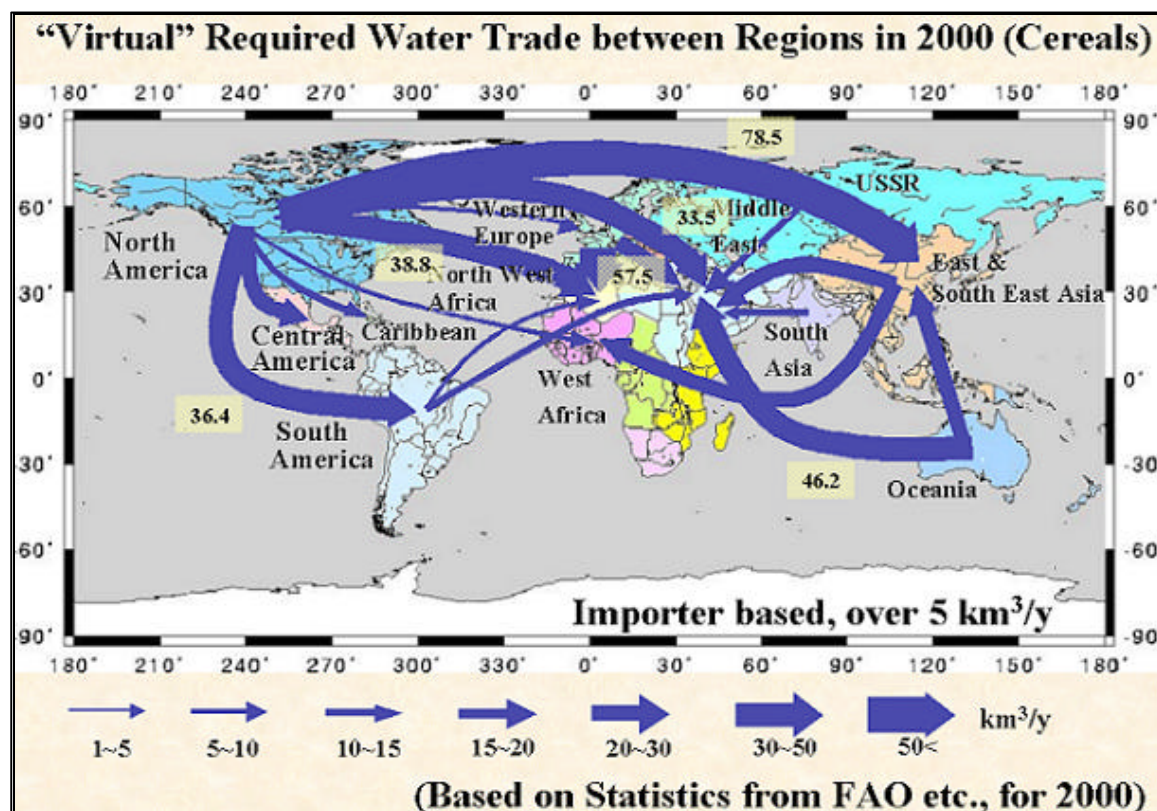 “Virtual” Required Water Trade between Regions in 2000 (Cereals)
180˚ 210˚ 240˚ 270˚ 300˚ 330˚ 0˚ 30˚ 60˚ 90˚ 120˚ 150˚ 180˚
90˚ 90˚
78.5
USSR
60˚ 60˚
Western
Europe
33.5
Middle
East
North
America
38.8
North West
Africa
57.5
East &
South East Asia
30˚ 30˚
Central
America
Caribbean
South
Asia
0˚ 0˚
West
Africa
36.4
South
America
46.2
Oceania
-30˚ -30˚
-60˚ -60˚
Importer based, over 5 km³/y
-90˚ -90˚
180˚ 210˚ 240˚ 270˚ 300˚ 330˚ 0˚ 30˚ 60˚ 90˚ 120˚ 150˚ 180˚
km³/y
1~5 5~10 10~15 15~20 20~30 30~50 50<
(Based on Statistics from FAO etc., for 2000)